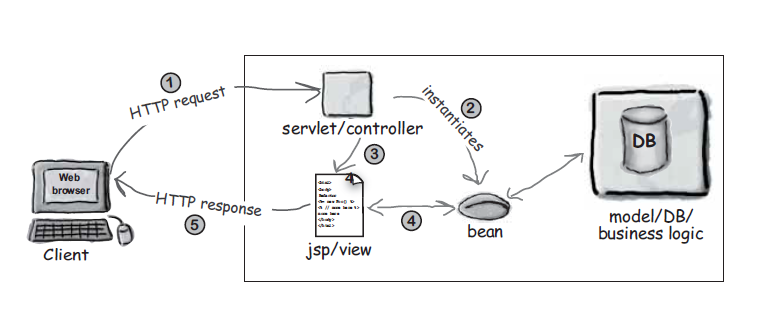 1
HTTP request
servlet/controller
instantiates
2
3
DB
model/DB/
business logic
Web
browser
Client
HTTP response
5
4
jsp/view
4
bean